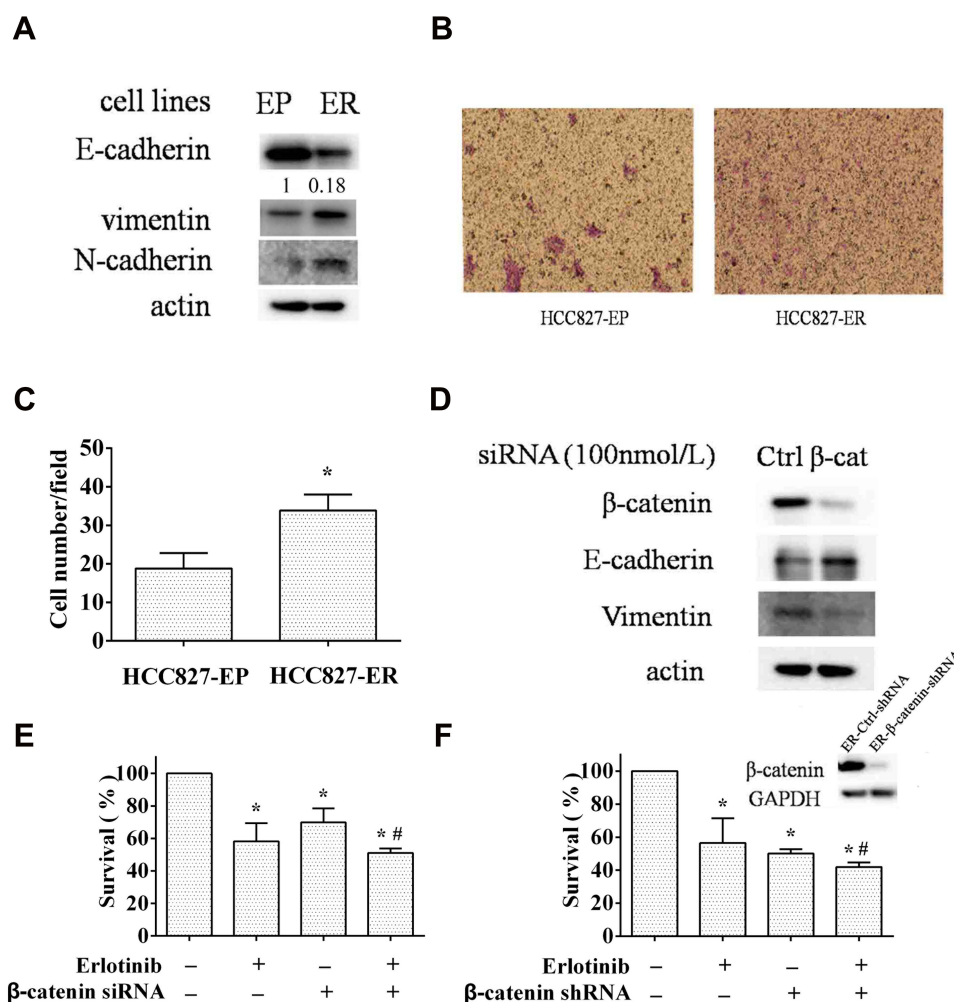 A
cell lines EP ER
E-cadherin
1 0.18
vimentin
N-cadherin
actin
B
HCC827-EP HCC827-ER
C
Cell number/field
50
40
30
20
10
0
*
HCC827-EP HCC827-ER
D
siRNA (100nmol/L) Ctrl β-cat
β-catenin
E-cadherin
Vimentin
actin
E
Survival ( % )
100
80
60
40
20
0
* * * #
Erlotinib – + – +
β-catenin siRNA – – + +
F
ER-Ctrl-shRNA
ER-β-catenin-shRNA
β-catenin
GAPDH
Survival ( % )
100
80
60
40
20
0
* * * #
Erlotinib – + – +
β-catenin shRNA – – + +